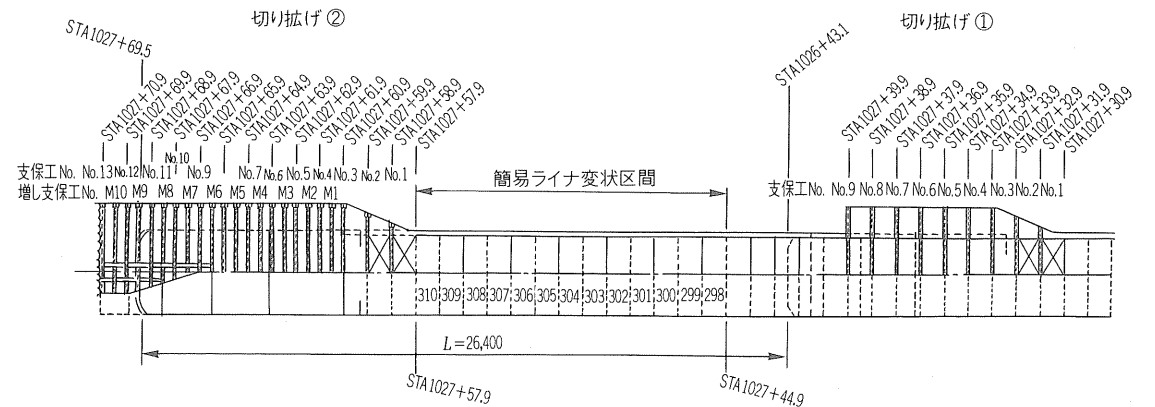 切り拡げ ②
切り拡げ ①
STA1027+69.5
STA1026+43.1
STA1027+70.9
STA1027+69.9
STA1027+68.9
STA1027+67.9
STA1027+66.9
STA1027+65.9
STA1027+64.9
STA1027+63.9
STA1027+62.9
STA1027+61.9
STA1027+60.9
STA1027+59.9
STA1027+58.9
STA1027+57.9
STA1027+39.9
STA1027+38.9
STA1027+37.9
STA1027+36.9
STA1027+35.9
STA1027+34.9
STA1027+33.9
STA1027+32.9
STA1027+31.9
STA1027+30.9
支保工No. No.13 No.12 No.11 No.10 No.9 No.7 No.6 No.5 No.4 No.3 No.2 No.1
増し支保工No. M10 M9 M8 M7 M6 M5 M4 M3 M2 M1
簡易ライナ変状区間
支保工No. No.9 No.8 No.7 No.6 No.5 No.4 No.3 No.2 No.1
310 309 308 307 306 305 304 303 302 301 300 299 298
L=26,400
STA1027+57.9
STA1027+44.9